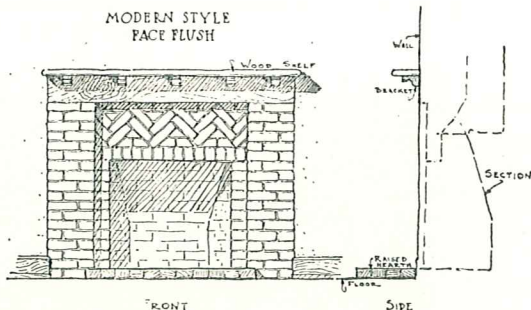 MODERN STYLE
FACE FLUSH
WOOD SHELF
WALL
BRACKET
SECTION
RAISED
HEARTH
FLOOR
FRONT
SIDE